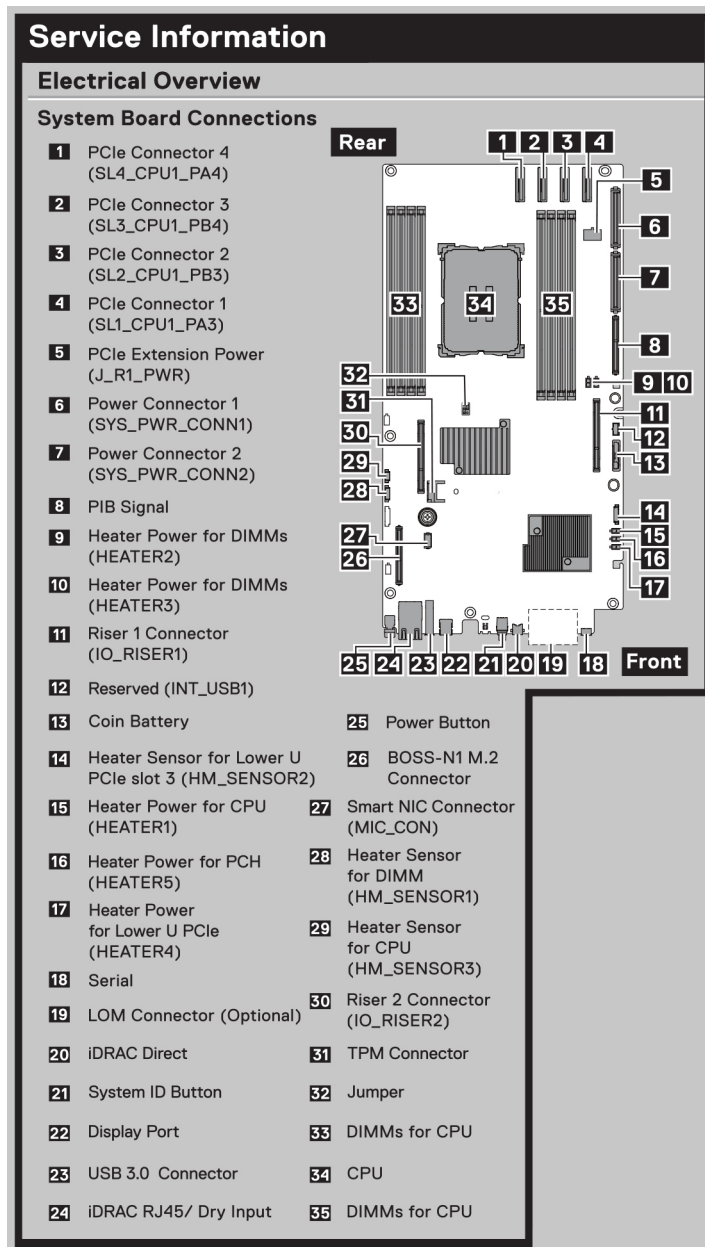 Service Information
Electrical Overview
System Board Connections
1 PCIe Connector 4
(SL4_CPU1_PA4)
2 PCIe Connector 3
(SL3_CPU1_PB4)
3 PCIe Connector 2
(SL2_CPU1_PB3)
4 PCIe Connector 1
(SL1_CPU1_PA3)
5 PCIe Extension Power
(J_R1_PWR)
6 Power Connector 1
(SYS_PWR_CONN1)
7 Power Connector 2
(SYS_PWR_CONN2)
8 PIB Signal
9 Heater Power for DIMMs
(HEATER2)
10 Heater Power for DIMMs
(HEATER3)
11 Riser 1 Connector
(IO_RISER1)
12 Reserved (INT_USB1)
13 Coin Battery
14 Heater Sensor for Lower U
PCIe slot 3 (HM_SENSOR2)
15 Heater Power for CPU
(HEATER1)
16 Heater Power for PCH
(HEATER5)
17 Heater Power
for Lower U PCIe
(HEATER4)
18 Serial
19 LOM Connector (Optional)
20 iDRAC Direct
21 System ID Button
22 Display Port
23 USB 3.0 Connector
24 iDRAC RJ45/ Dry Input
25 Power Button
26 BOSS-N1 M.2
Connector
27 Smart NIC Connector
(MIC_CON)
28 Heater Sensor
for DIMM
(HM_SENSOR1)
29 Heater Sensor
for CPU
(HM_SENSOR3)
30 Riser 2 Connector
(IO_RISER2)
31 TPM Connector
32 Jumper
33 DIMMs for CPU
34 CPU
35 DIMMs for CPU
Rear
1 2 3 4
5
6
7
33 34 35
8
32
9 10
31
11
30
12
29
13
28
14
27
15
26
16
17
25 24 23 22 21 20 19 18
Front